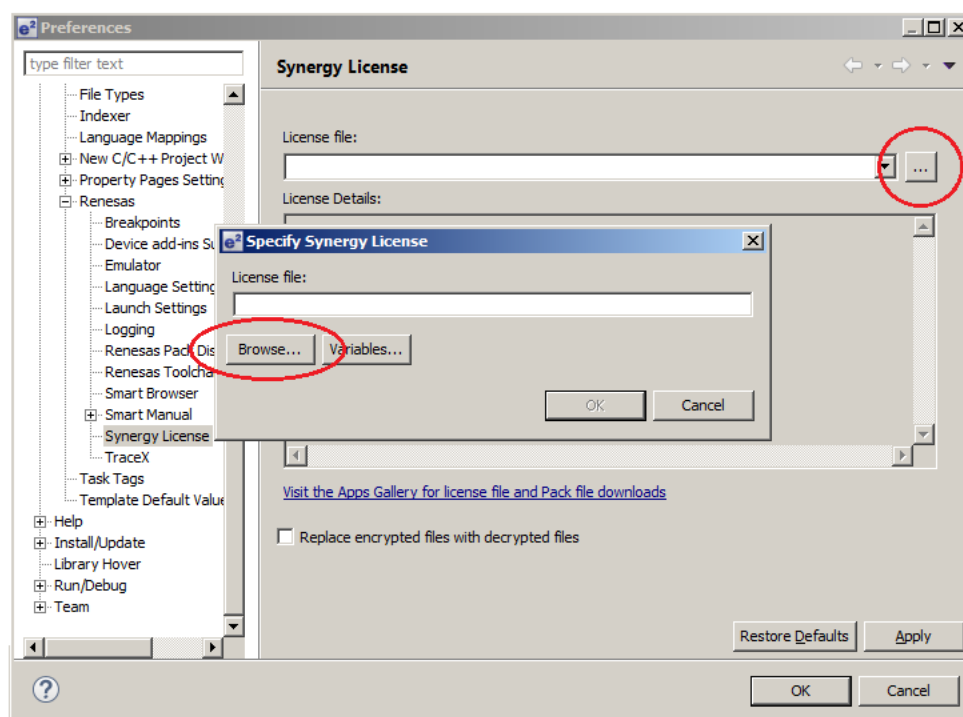 e² Preferences
type filter text
Synergy License
File Types
Indexer
Language Mappings
New C/C++ Project W
Property Pages Setting
Renesas
Breakpoints
Device add-ins Su
Emulator
Language Setting
Launch Settings
Logging
Renesas Pack Dis
Renesas Toolcha
Smart Browser
Smart Manual
Synergy License
TraceX
Task Tags
Template Default Value
Help
Install/Update
Library Hover
Run/Debug
Team
License file:
...
License Details:
e² Specify Synergy License
License file:
Browse... Variables...
OK Cancel
Visit the Apps Gallery for license file and Pack file downloads
Replace encrypted files with decrypted files
Restore Defaults Apply
? OK Cancel